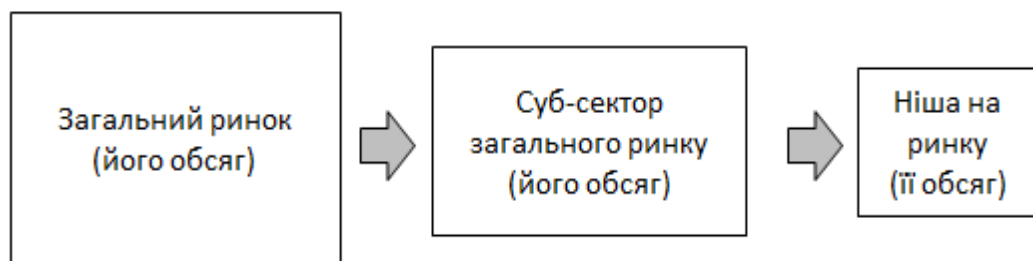 Загальний ринок
(його обсяг)
Суб-сектор
загального ринку
(його обсяг)
Ніша на
ринку
(її обсяг)